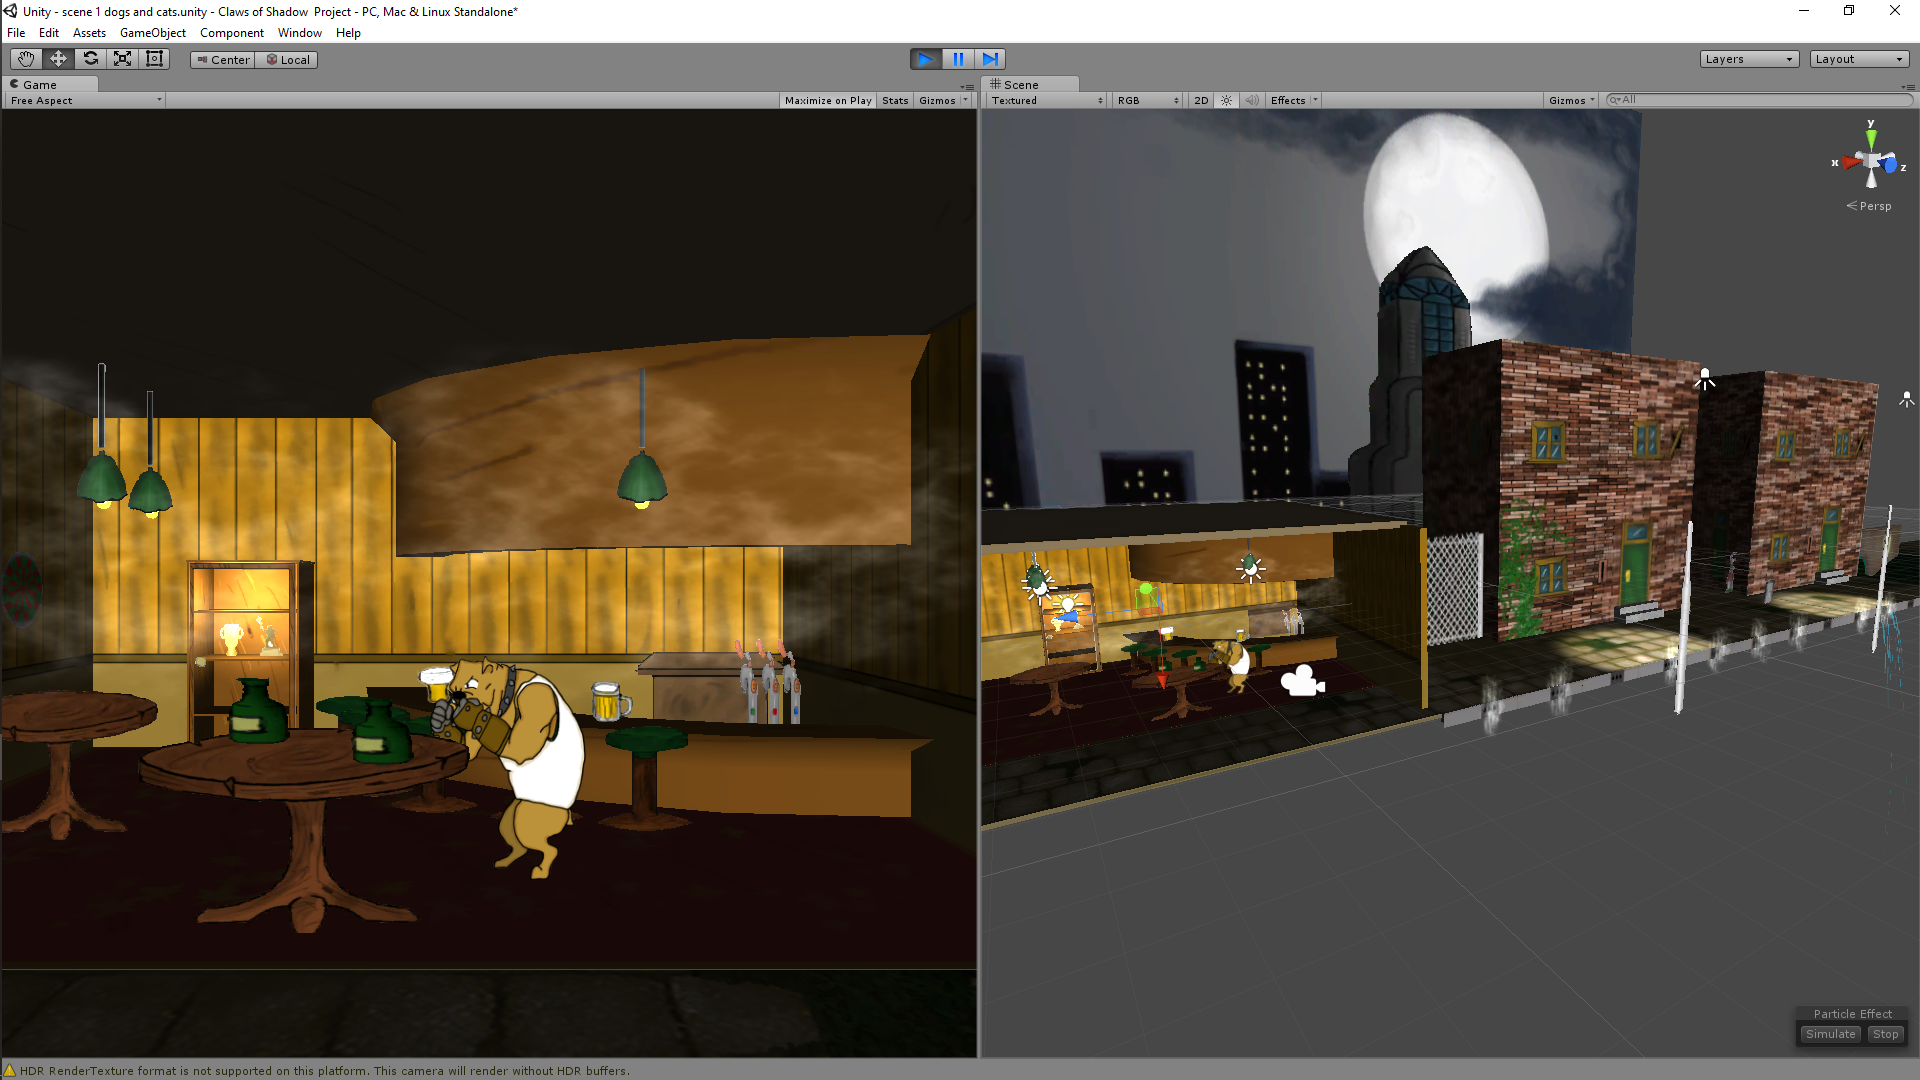 Unity - scene 1 dogs and cats.unity - Claws of Shadow  Project - PC, Mac & Linux Standalone*
File Edit Assets GameObject Component Window Help
Center Local Layers Layout
Game Scene
Free Aspect Maximize on Play Stats Gizmos Textured RGB 2D Effects Gizmos All
y
x z
Persp
Particle Effect
Simulate Stop
HDR RenderTexture format is not supported on this platform. This camera will render without HDR buffers.